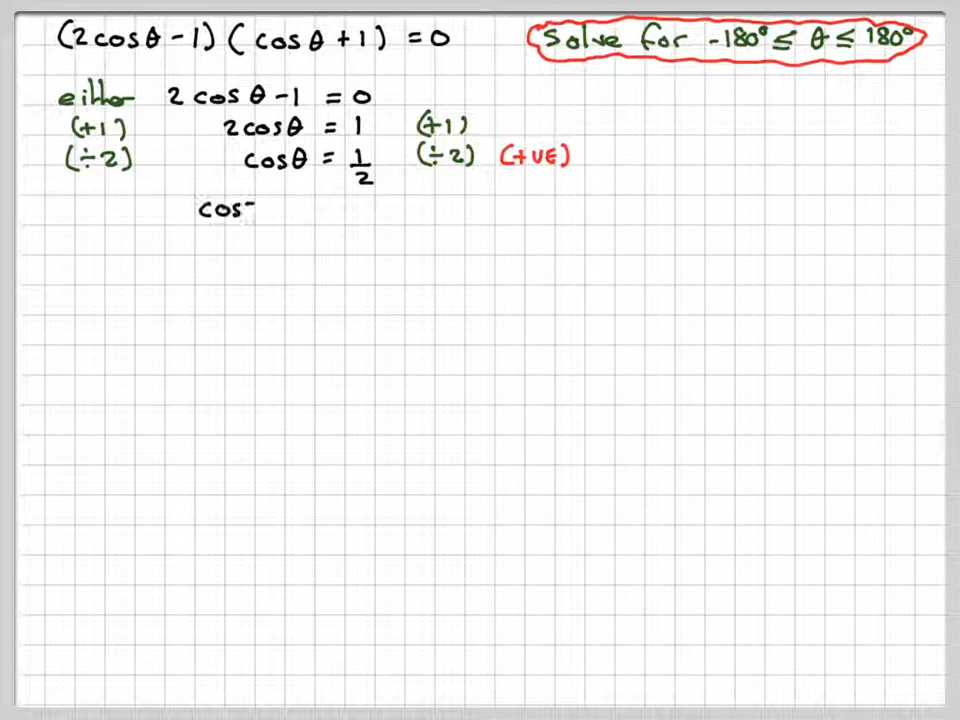 (2cosθ - 1)(cosθ + 1) = 0 Solve for -180° ≤ θ ≤ 180°
either 2cosθ - 1 = 0
(+1) 2cosθ = 1 (+1)
(÷2) cosθ = 1/2 (÷2) (+VE)
cos-